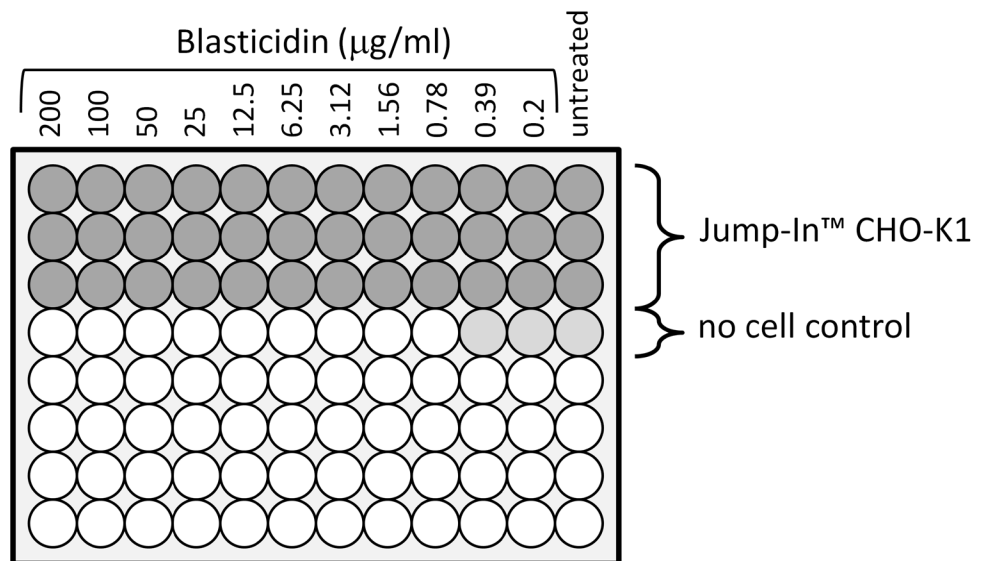 Blasticidin (μg/ml)
200
100
50
25
12.5
6.25
3.12
1.56
0.78
0.39
0.2
untreated
Jump-In™ CHO-K1
no cell control